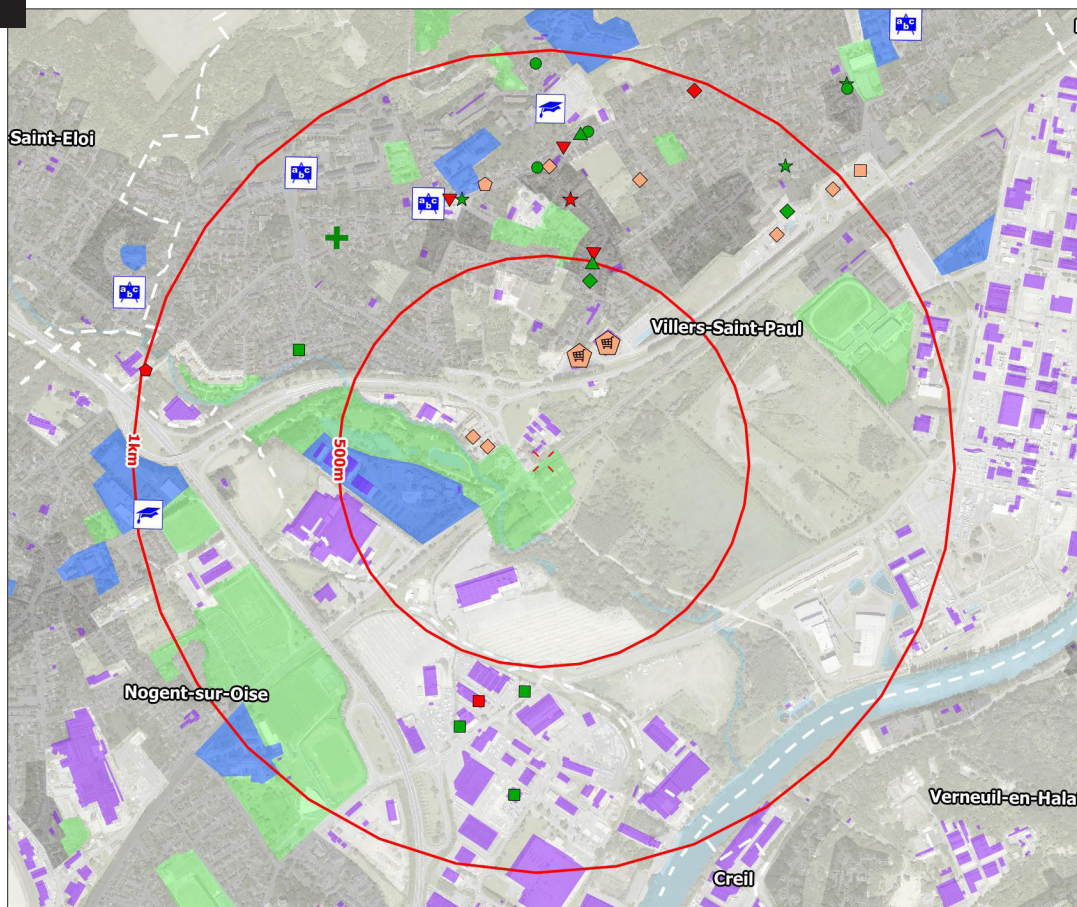 a b c
-Saint-Eloi
a b c
a b c
a b c
Villers-Saint-Paul
1km
500m
Nogent-sur-Oise
Verneuil-en-Hala
Creil